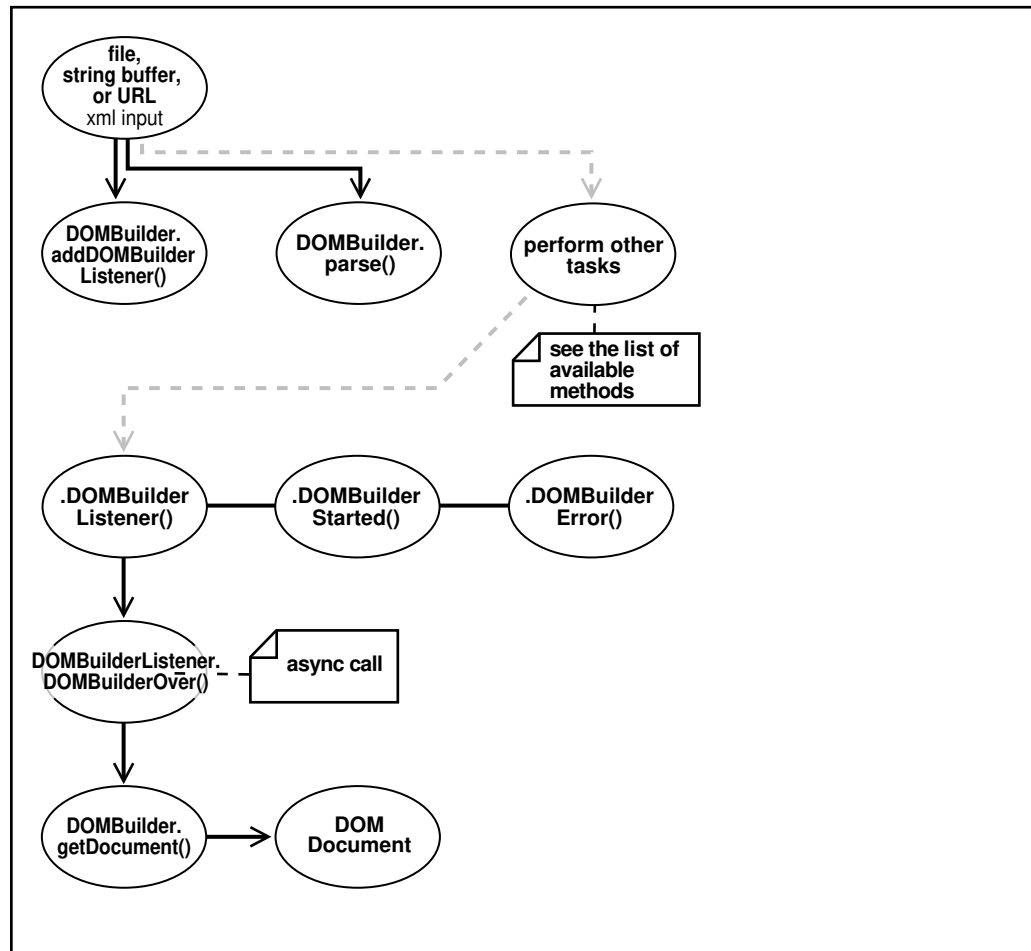 file,
string buffer,
or URL
xml input
DOMBuilder.
addDOMBuilder
Listener()
DOMBuilder.
parse()
perform other
tasks
see the list of
available
methods
.DOMBuilder
Listener()
.DOMBuilder
Started()
.DOMBuilder
Error()
DOMBuilderListener.
DOMBuilderOver()
async call
DOMBuilder.
getDocument()
DOM
Document